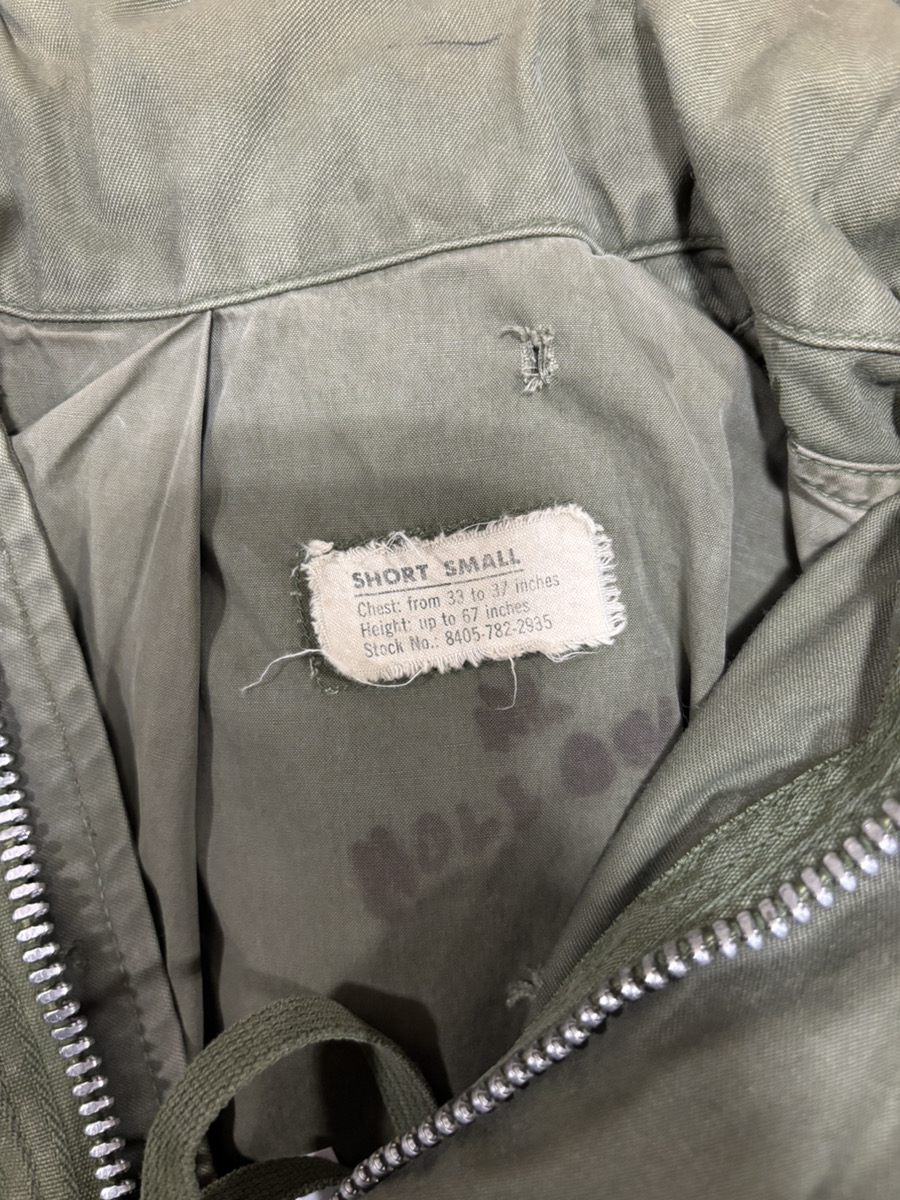 SHORT SMALL
Chest: from 33 to 37 inches
Height: up to 67 inches
Stock No.: 8405-782-2935